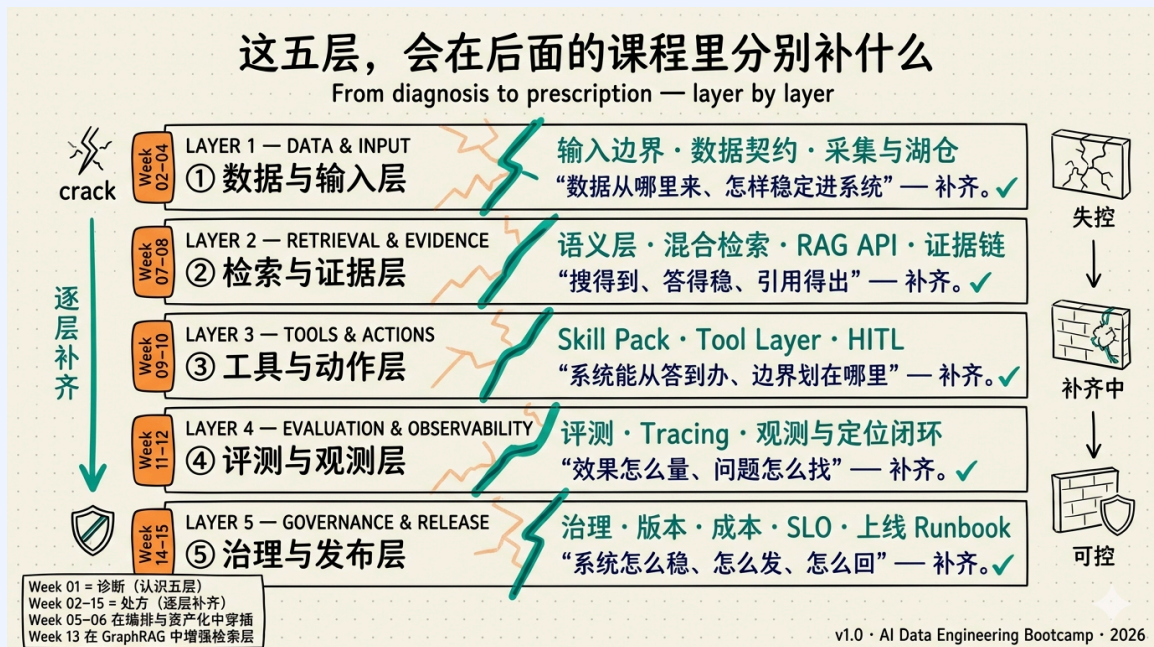 这五层，会在后面的课程里分别补什么
From diagnosis to prescription — layer by layer
crack
逐层补齐
Week 02-04
LAYER 1 — DATA & INPUT
① 数据与输入层
输入边界 · 数据契约 · 采集与湖仓
“数据从哪里来、怎样稳定进系统” — 补齐。✓
Week 07-08
LAYER 2 — RETRIEVAL & EVIDENCE
② 检索与证据层
语义层 · 混合检索 · RAG API · 证据链
“搜得到、答得稳、引用得出” — 补齐。✓
Week 09-10
LAYER 3 — TOOLS & ACTIONS
③ 工具与动作层
Skill Pack · Tool Layer · HITL
“系统能从答到办、边界划在哪里” — 补齐。✓
Week 11-12
LAYER 4 — EVALUATION & OBSERVABILITY
④ 评测与观测层
评测 · Tracing · 观测与定位闭环
“效果怎么量、问题怎么找” — 补齐。✓
Week 14-15
LAYER 5 — GOVERNANCE & RELEASE
⑤ 治理与发布层
治理 · 版本 · 成本 · SLO · 上线 Runbook
“系统怎么稳、怎么发、怎么回” — 补齐。✓
失控
补齐中
可控
Week 01 = 诊断（认识五层）
Week 02-15 = 处方（逐层补齐）
Week 05-06 在编排与资产化中穿插
Week 13 在 GraphRAG 中增强检索层
v1.0 · AI Data Engineering Bootcamp · 2026